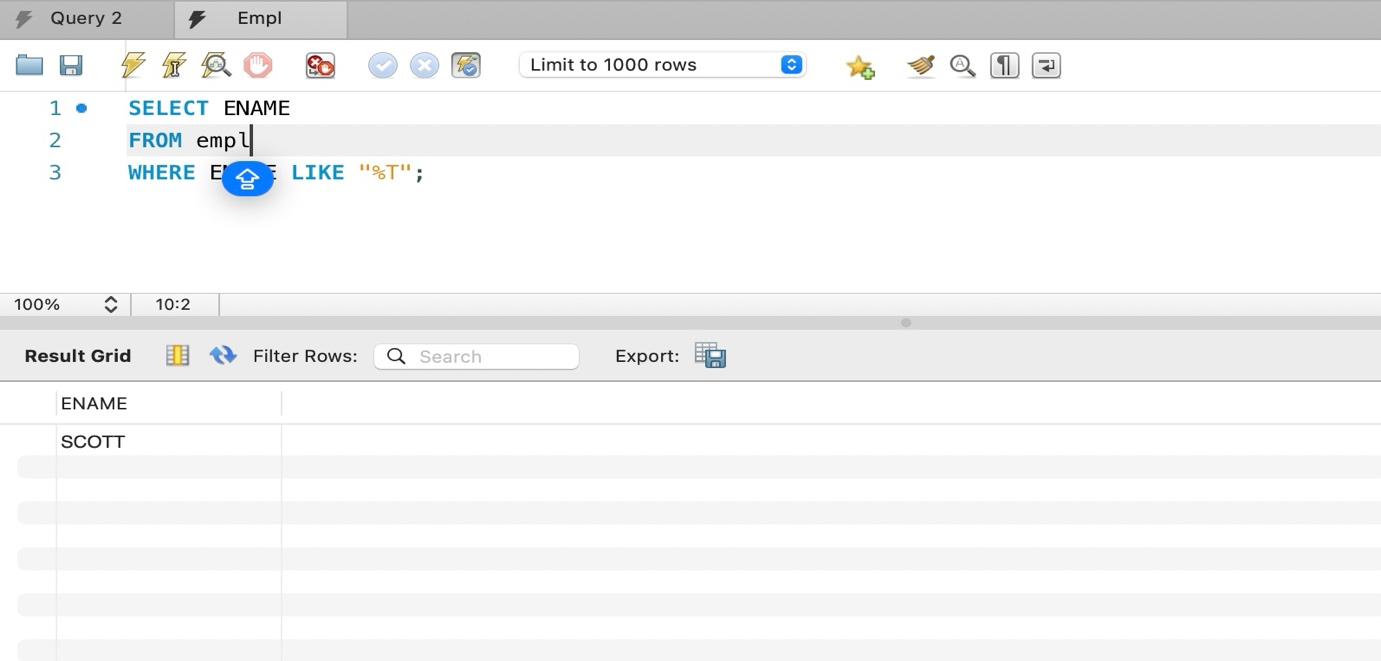 Query 2
Empl
Limit to 1000 rows
1 SELECT ENAME
2 FROM empl
3 WHERE LIKE "%T";
100%
10:2
Result Grid
Filter Rows:
Search
Export:
ENAME
SCOTT